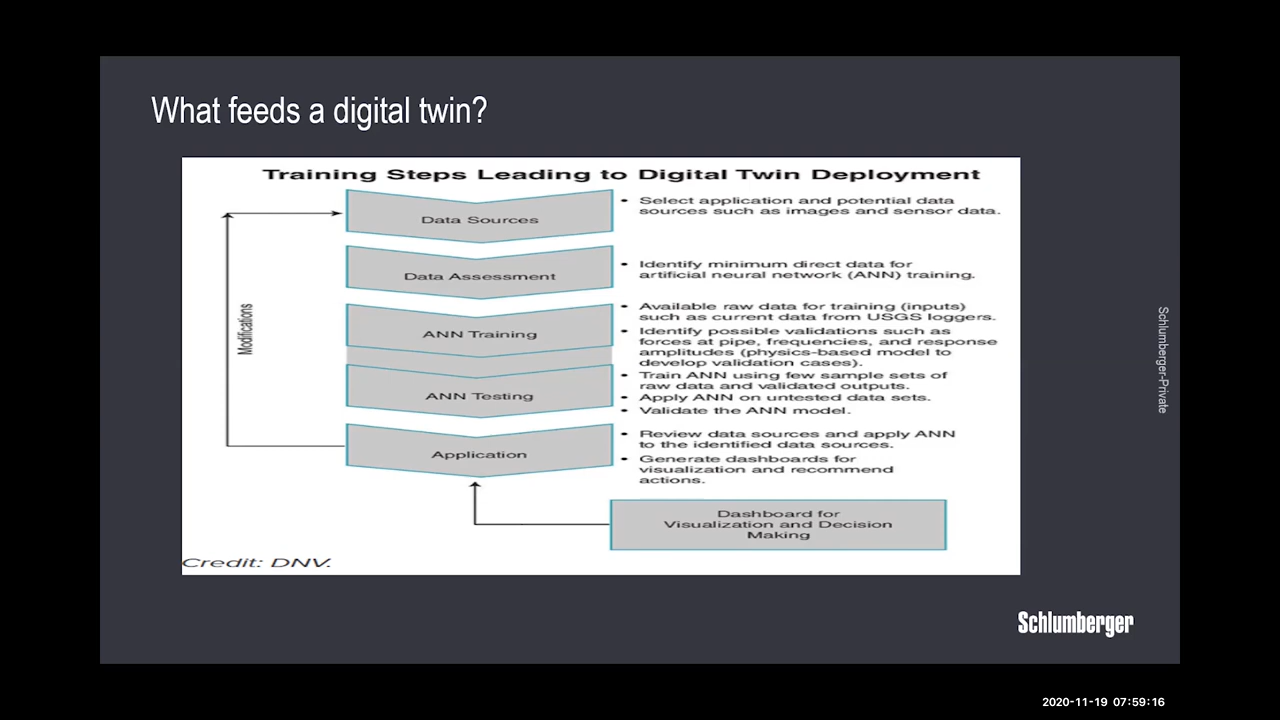 What feeds a digital twin?
Training Steps Leading to Digital Twin Deployment
Data Sources
• Select application and potential data
sources such as images and sensor data.
Data Assessment
• Identify minimum direct data for
artificial neural network (ANN) training.
ANN Training
• Available raw data for training (inputs)
such as current data from USGS loggers.
• Identify possible validations such as
forces at pipe, frequencies, and response
amplitudes (physics-based model to
develop validation cases).
ANN Testing
• Train ANN using few sample sets of
raw data and validated outputs.
• Apply ANN on untested data sets.
• Validate the ANN model.
Application
• Review data sources and apply ANN
to the identified data sources.
• Generate dashboards for
visualization and recommend
actions.
Modifications
Dashboard for
Visualization and Decision
Making
Credit: DNV.
Schlumberger-Private
Schlumberger
2020-11-19 07:59:16